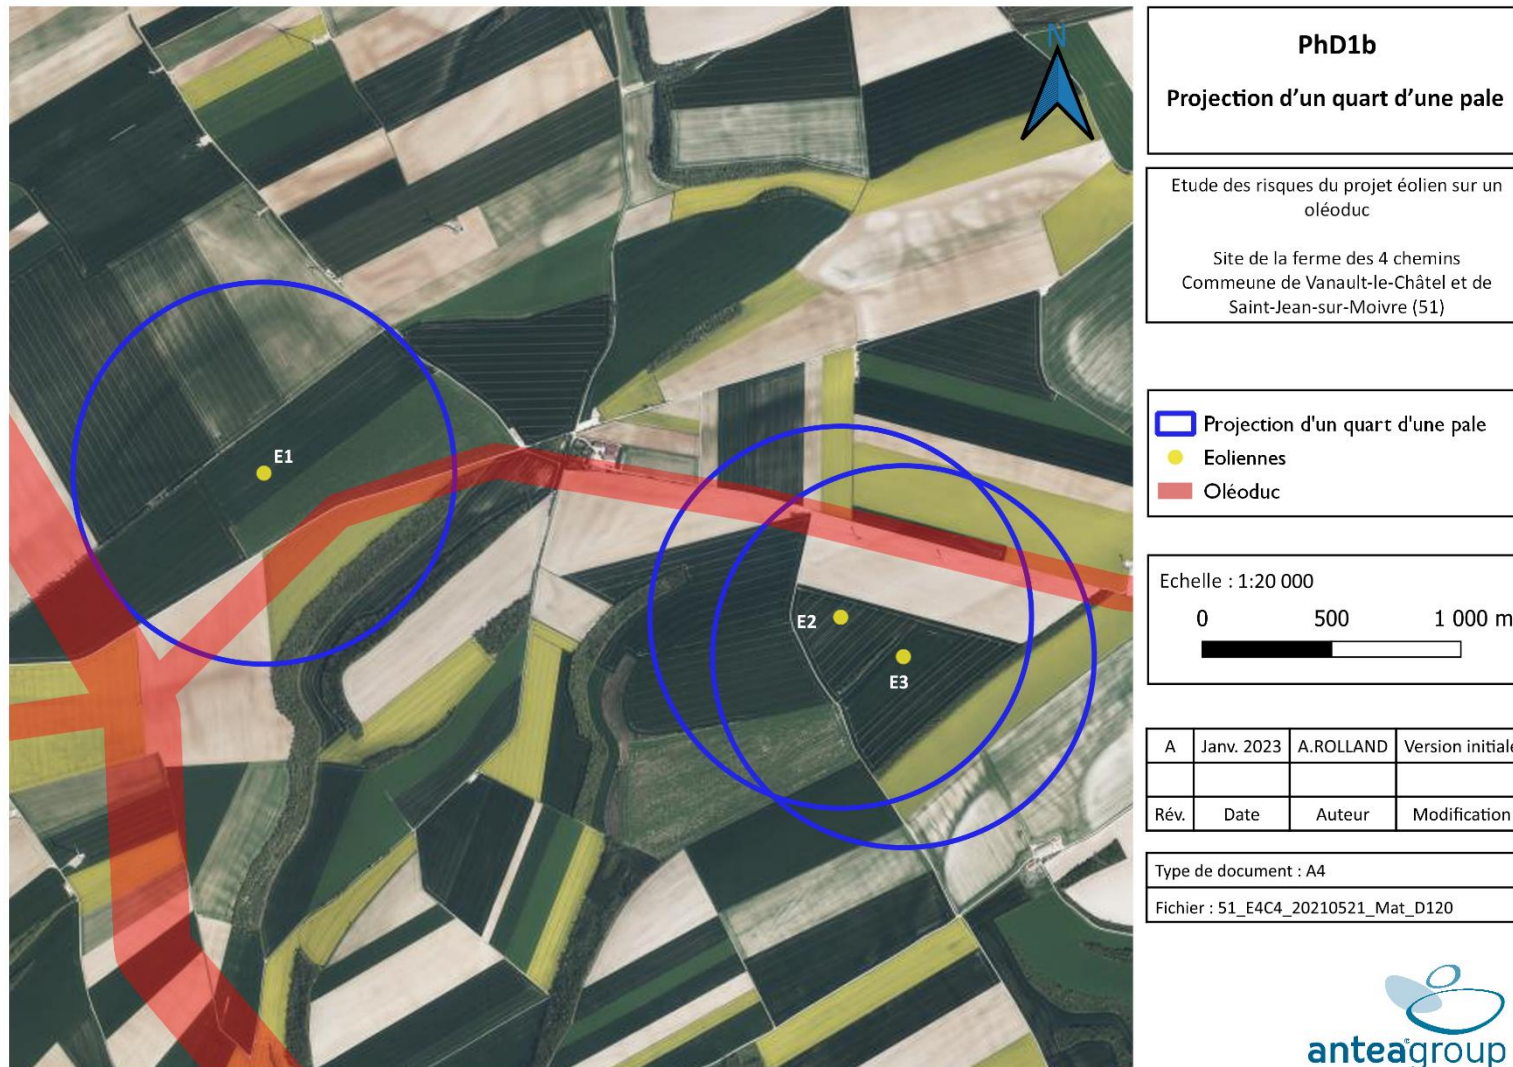 N
E1
E2
E3
PhD1b
Projection d'un quart d'une pale
Etude des risques du projet éolien sur un
oléoduc
Site de la ferme des 4 chemins
Commeune de Vanault-le-Châtel et de
Saint-Jean-sur-Moivre (51)
Projection d'un quart d'une pale
Eoliennes
Oléoduc
Echelle : 1:20 000
0 500 1 000 m
A Janv. 2023 A.ROLLAND Version initiale
Rév. Date Auteur Modification
Type de document : A4
Fichier : 51_E4C4_20210521_Mat_D120
anteagroup